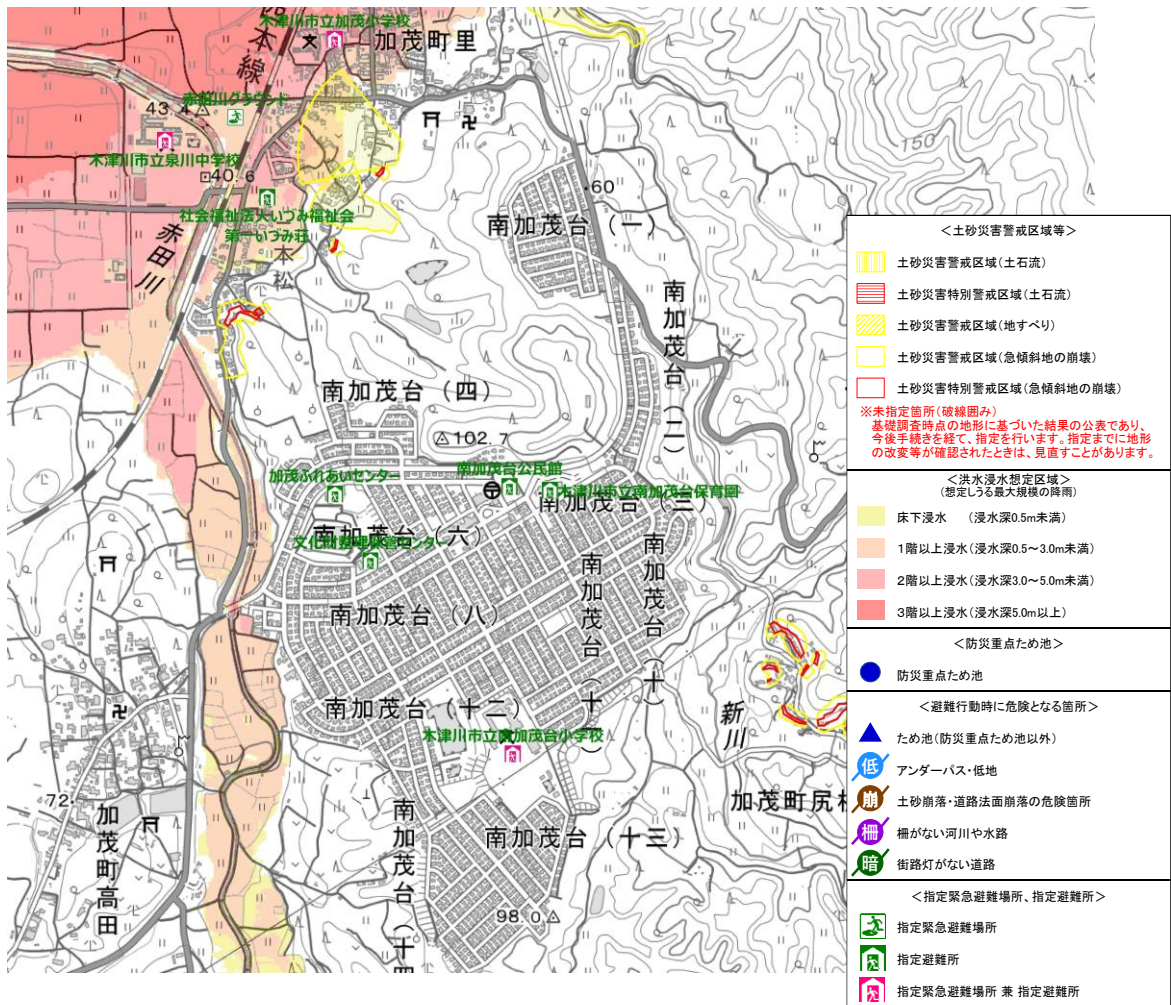 木津川市立加茂小学校
加茂町里
本線
赤田川グラウンド
43.4
木津川市立泉川中学校
40.6
社会福祉法人いづみ福祉会
第一いづみ荘
赤田川
本松
60
150
南加茂台(一)
南加茂台(二)
南加茂台(四)
102.7
南加茂台公民館
加茂ふれあいセンター
木津川市立南加茂台保育園
南加茂台(三)
南加茂台(六)
南加茂台(八)
南加茂台(十)
南加茂台(十二)
木津川市立南加茂台小学校
新川
72
加茂町高田
南加茂台(十三)
98.0
南加茂台(十四
<土砂災害警戒区域等>
土砂災害警戒区域(土石流)
土砂災害特別警戒区域(土石流)
土砂災害警戒区域(地すべり)
土砂災害警戒区域(急傾斜地の崩壊)
土砂災害特別警戒区域(急傾斜地の崩壊)
※未指定箇所(破線囲み)
基礎調査時点の地形に基づいた結果の公表であり、
今後手続きを経て、指定を行います。指定までに地形
の改変等が確認されたときは、見直すことがあります。
<洪水浸水想定区域>
(想定しうる最大規模の降雨)
床下浸水 (浸水深0.5m未満)
1階以上浸水(浸水深0.5~3.0m未満)
2階以上浸水(浸水深3.0~5.0m未満)
3階以上浸水(浸水深5.0m以上)
<防災重点ため池>
防災重点ため池
<避難行動時に危険となる箇所>
ため池(防災重点ため池以外)
低 アンダーパス・低地
崩 土砂崩落・道路法面崩落の危険箇所
柵 柵がない河川や水路
暗 街路灯がない道路
<指定緊急避難場所、指定避難所>
指定緊急避難場所
指定避難所
指定緊急避難場所 兼 指定避難所